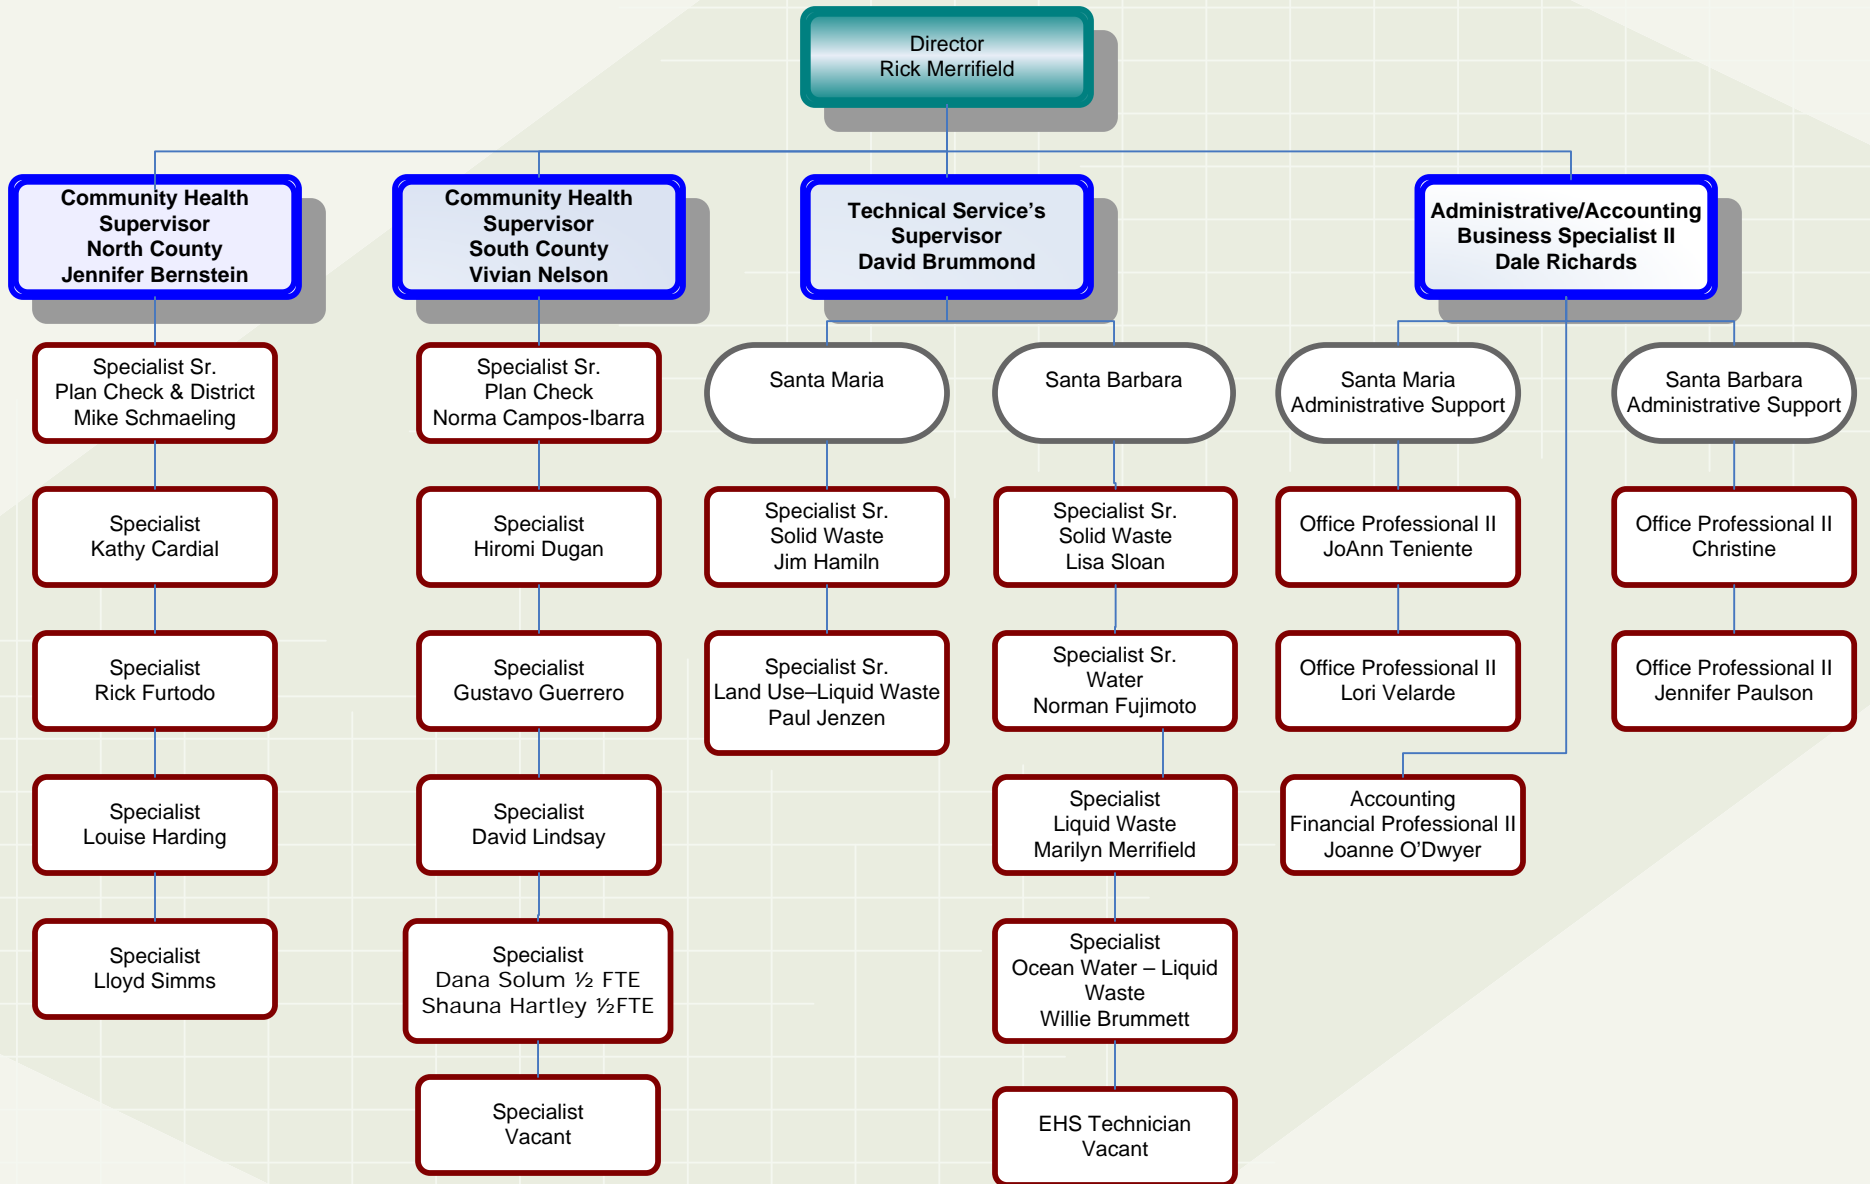 Director
Rick Merrifield
Community Health
Supervisor
North County
Jennifer Bernstein
Community Health
Supervisor
South County
Vivian Nelson
Technical Service’s
Supervisor
David Brummond
Administrative/Accounting
Business Specialist II
Dale Richards
Specialist Sr.
Plan Check & District
Mike Schmaeling
Specialist
Kathy Cardial
Specialist
Rick Furtodo
Specialist
Louise Harding
Specialist
Lloyd Simms
Specialist Sr.
Plan Check
Norma Campos-Ibarra
Specialist
Hiromi Dugan
Specialist
Gustavo Guerrero
Specialist
David Lindsay
Specialist
Dana Solum ½ FTE
Shauna Hartley ½FTE
Specialist
Vacant
Santa Maria
Specialist Sr.
Solid Waste
Jim Hamiln
Specialist Sr.
Land Use–Liquid Waste
Paul Jenzen
Santa Barbara
Specialist Sr.
Solid Waste
Lisa Sloan
Specialist Sr.
Water
Norman Fujimoto
Specialist
Liquid Waste
Marilyn Merrifield
Specialist
Ocean Water – Liquid
Waste
Willie Brummett
EHS Technician
Vacant
Santa Maria
Administrative Support
Office Professional II
JoAnn Teniente
Office Professional II
Lori Velarde
Accounting
Financial Professional II
Joanne O’Dwyer
Santa Barbara
Administrative Support
Office Professional II
Christine
Office Professional II
Jennifer Paulson